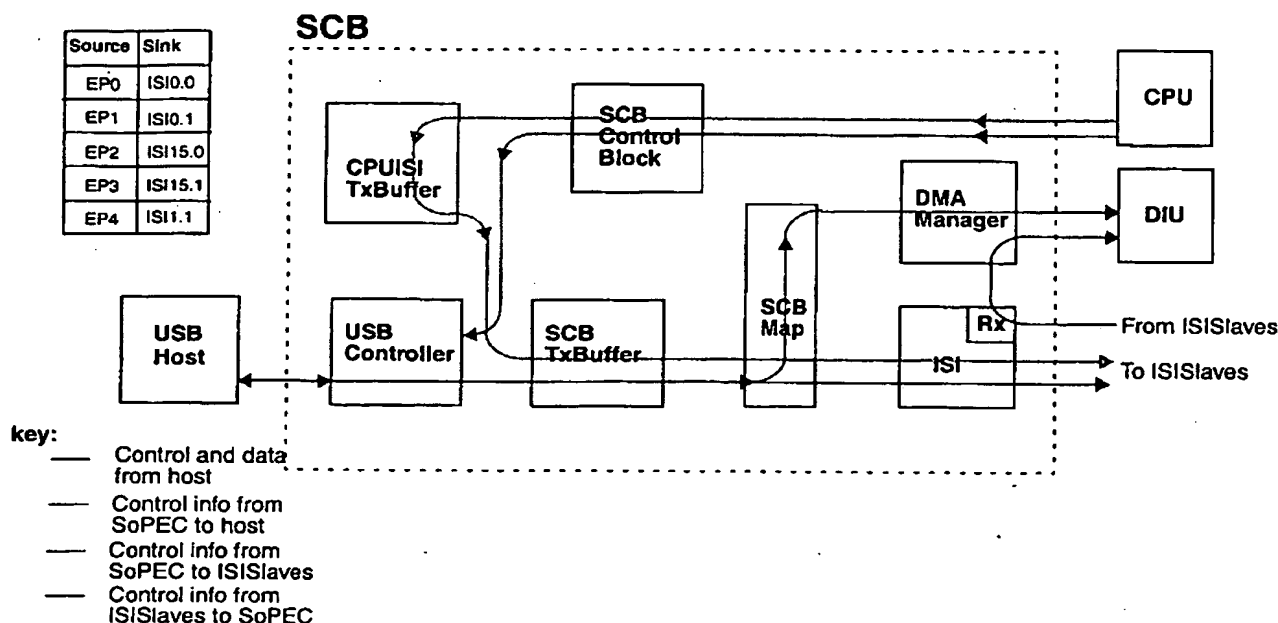 SCB
Source Sink
EP0 ISI0.0
EP1 ISI0.1
EP2 ISI15.0
EP3 ISI15.1
EP4 ISI1.1
CPUISI
TxBuffer
SCB
Control
Block
CPU
DMA
Manager
DIU
USB
Host
USB
Controller
SCB
TxBuffer
SCB
Map
Rx
ISI
From ISISlaves
To ISISlaves
key:
Control and data
from host
Control info from
SoPEC to host
Control info from
SoPEC to ISISlaves
Control info from
ISISlaves to SoPEC